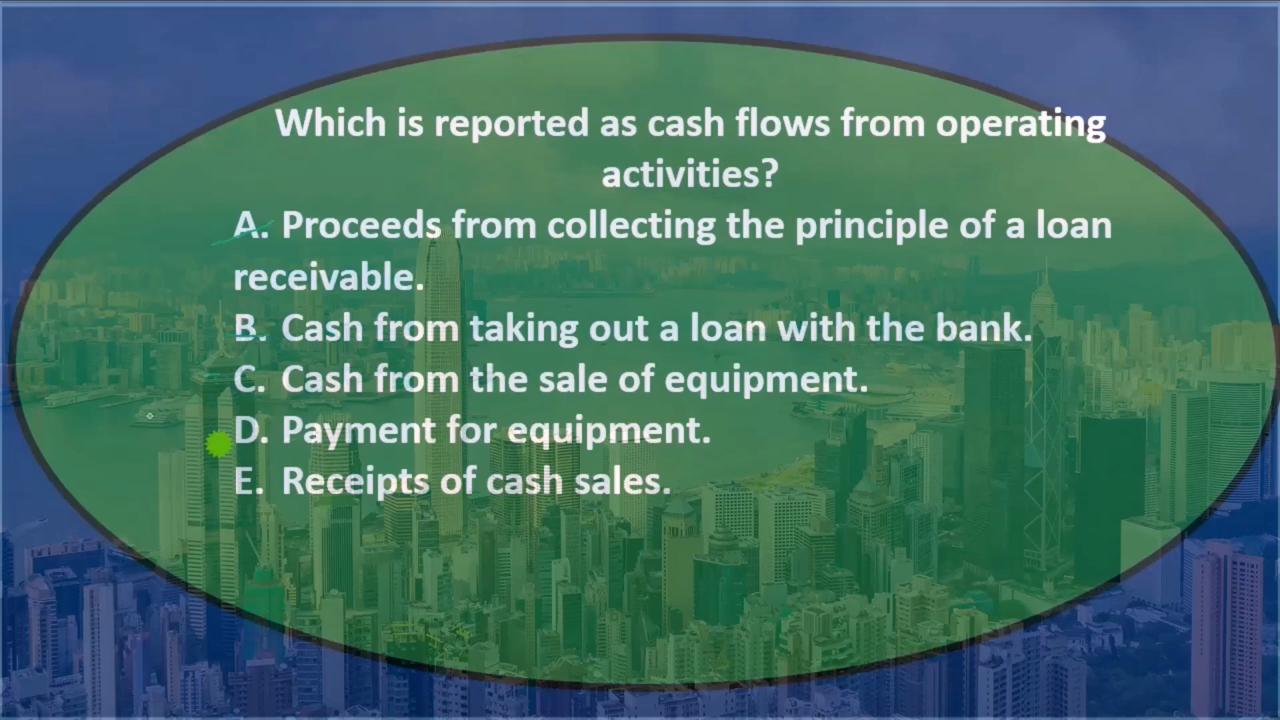 Which is reported as cash flows from operating
activities?
A. Proceeds from collecting the principle of a loan
receivable.
B. Cash from taking out a loan with the bank.
C. Cash from the sale of equipment.
D. Payment for equipment.
E. Receipts of cash sales.